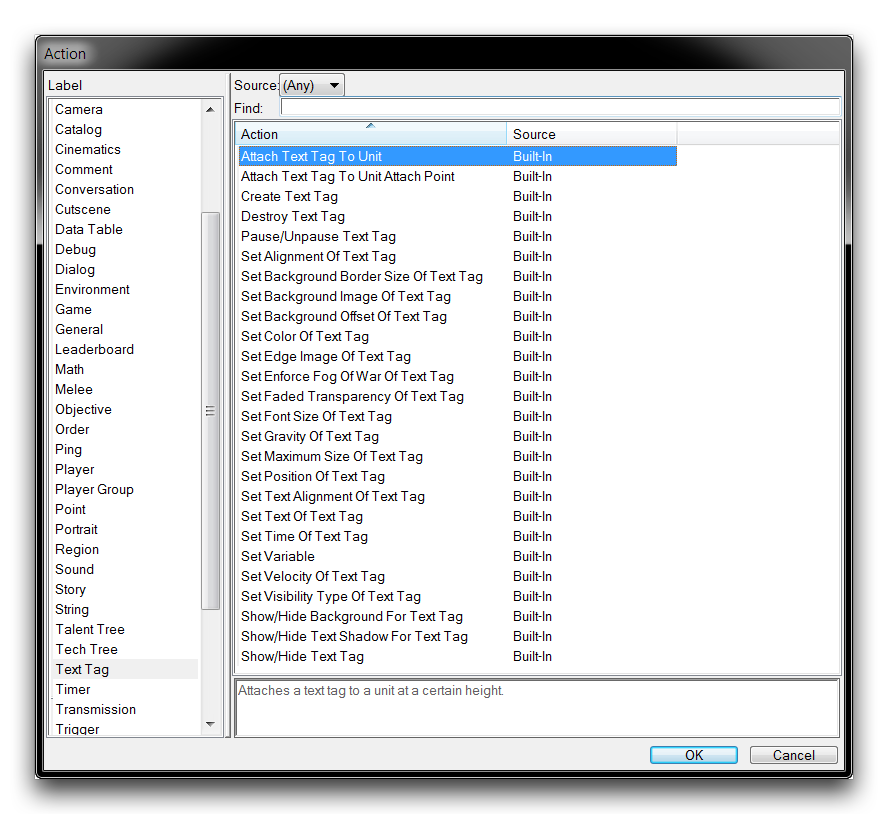 Action
Label
Camera
Catalog
Cinematics
Comment
Conversation
Cutscene
Data Table
Debug
Dialog
Environment
Game
General
Leaderboard
Math
Melee
Objective
Order
Ping
Player
Player Group
Point
Portrait
Region
Sound
Story
String
Talent Tree
Tech Tree
Text Tag
Timer
Transmission
Trigger
Source: (Any)
Find:
Action Source
Attach Text Tag To Unit Built-In
Attach Text Tag To Unit Attach Point Built-In
Create Text Tag Built-In
Destroy Text Tag Built-In
Pause/Unpause Text Tag Built-In
Set Alignment Of Text Tag Built-In
Set Background Border Size Of Text Tag Built-In
Set Background Image Of Text Tag Built-In
Set Background Offset Of Text Tag Built-In
Set Color Of Text Tag Built-In
Set Edge Image Of Text Tag Built-In
Set Enforce Fog Of War Of Text Tag Built-In
Set Faded Transparency Of Text Tag Built-In
Set Font Size Of Text Tag Built-In
Set Gravity Of Text Tag Built-In
Set Maximum Size Of Text Tag Built-In
Set Position Of Text Tag Built-In
Set Text Alignment Of Text Tag Built-In
Set Text Of Text Tag Built-In
Set Time Of Text Tag Built-In
Set Variable Built-In
Set Velocity Of Text Tag Built-In
Set Visibility Type Of Text Tag Built-In
Show/Hide Background For Text Tag Built-In
Show/Hide Text Shadow For Text Tag Built-In
Show/Hide Text Tag Built-In
Attaches a text tag to a unit at a certain height.
OK Cancel